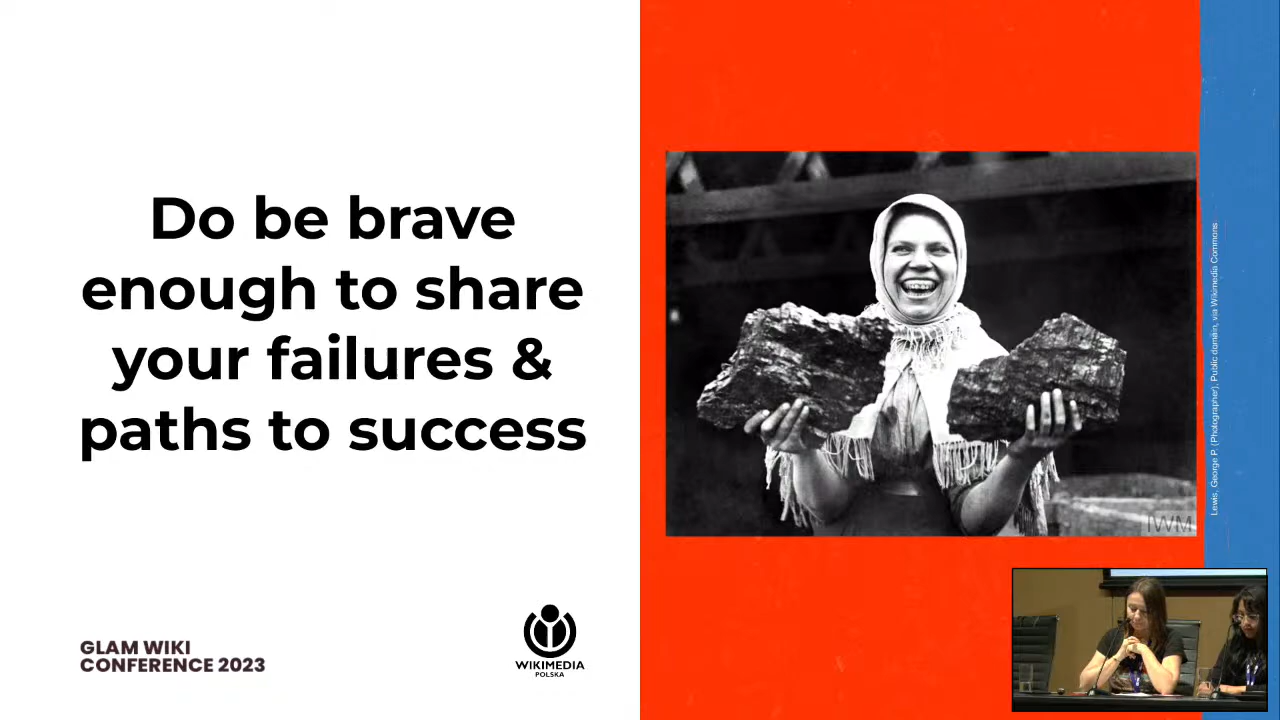 Do be brave
enough to share
your failures &
paths to success
GLAM WIKI
CONFERENCE 2023
WIKIMEDIA
POLSKA
IWM
Lewis, George P. (Photographer), Public domain, via Wikimedia Commons